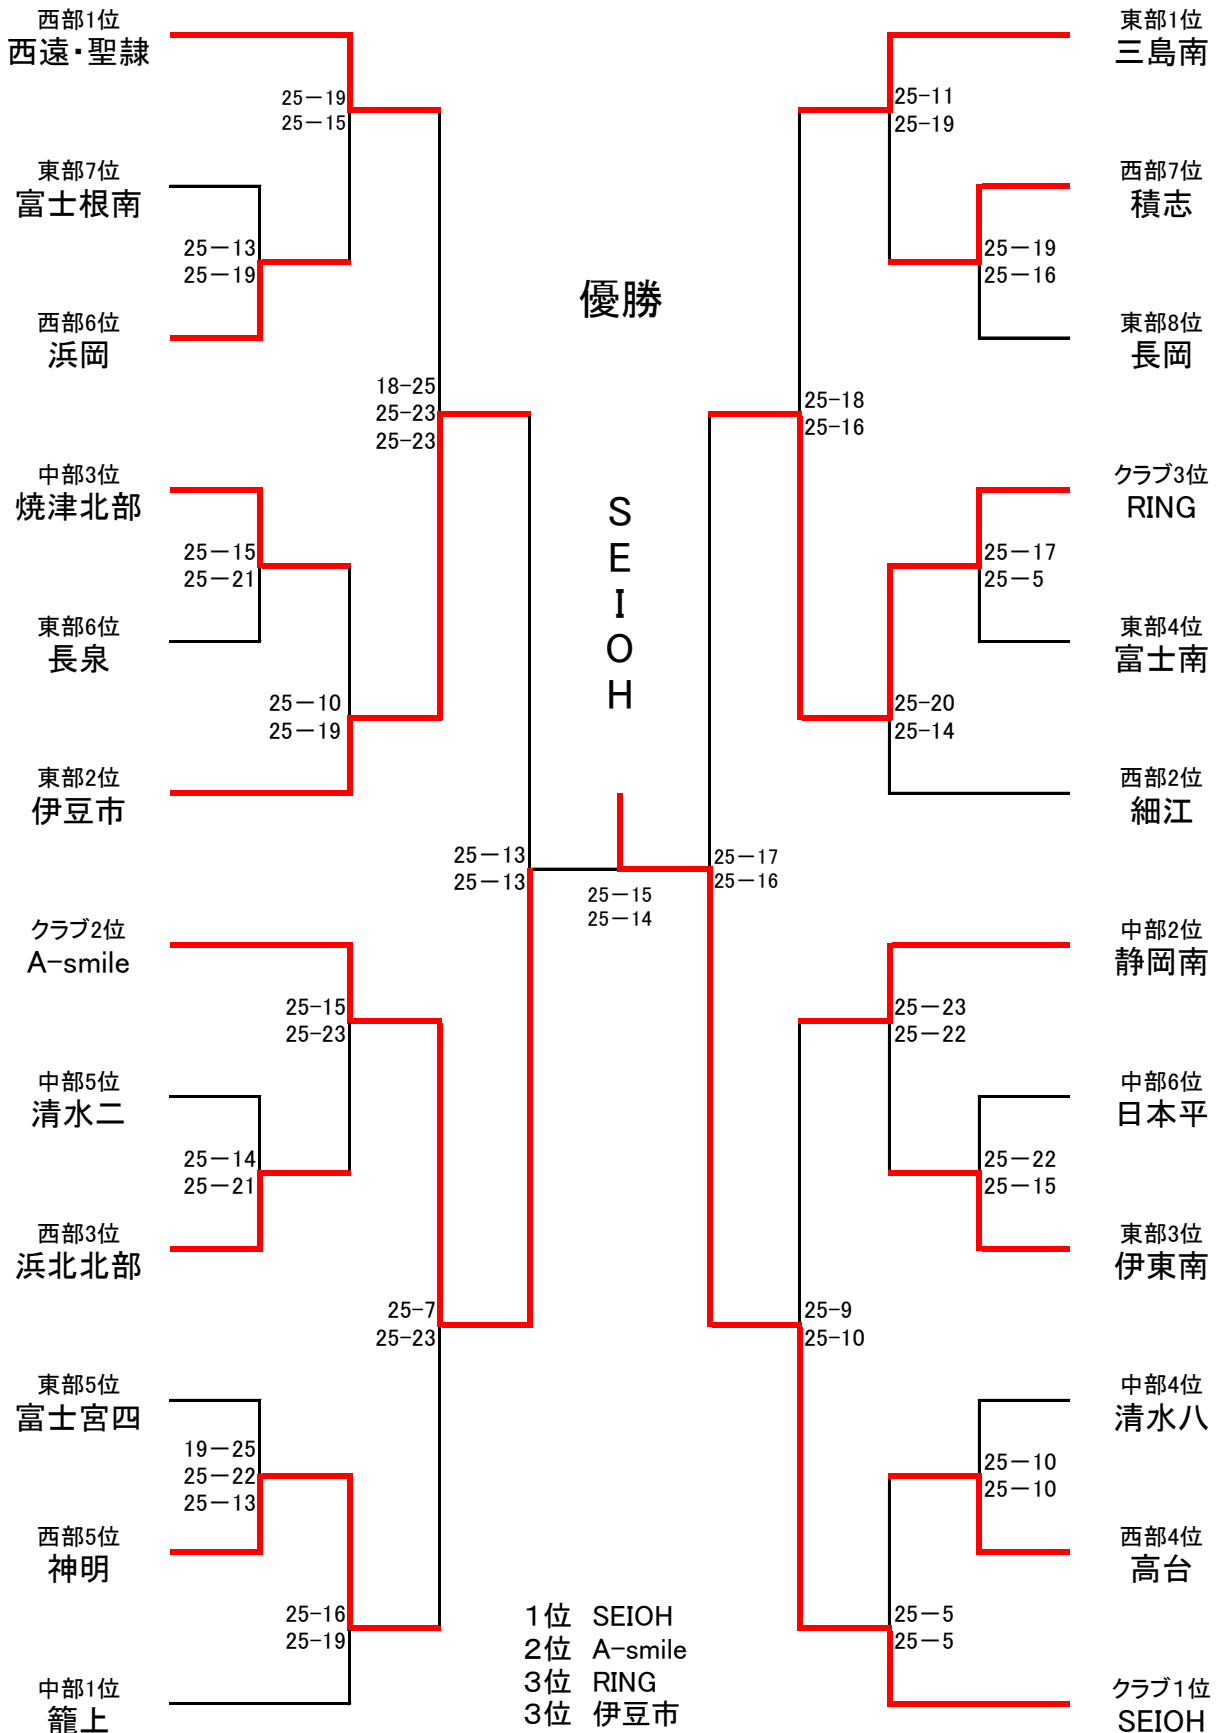 西部1位
西遠・聖隷
25－19
25－15
東部7位
富士根南
25－13
25－19
西部6位
浜岡
18-25
25-23
25-23
中部3位
焼津北部
25－15
25－21
東部6位
長泉
25－10
25－19
東部2位
伊豆市
25－13
25－13
クラブ2位
A-smile
25-15
25-23
中部5位
清水二
25－14
25－21
西部3位
浜北北部
25-7
25-23
東部5位
富士宮四
19－25
25－22
25－13
西部5位
神明
25-16
25-19
中部1位
籠上
優勝
S
E
I
O
H
25－15
25－14
1位 SEIOH
2位 A-smile
3位 RING
3位 伊豆市
東部1位
三島南
25-11
25-19
西部7位
積志
25－19
25－16
東部8位
長岡
25-18
25-16
クラブ3位
RING
25－17
25－5
東部4位
富士南
25-20
25-14
西部2位
細江
25－17
25－16
中部2位
静岡南
25－23
25－22
中部6位
日本平
25－22
25－15
東部3位
伊東南
25-9
25-10
中部4位
清水八
25－10
25－10
西部4位
高台
25－5
25－5
クラブ1位
SEIOH